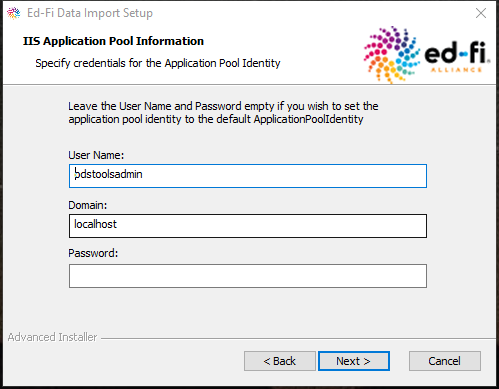 Ed-Fi Data Import Setup
IIS Application Pool Information
Specify credentials for the Application Pool Identity
ed-fi
ALLIANCE
Leave the User Name and Password empty if you wish to set the
application pool identity to the default ApplicationPoolIdentity
User Name:
odstoolsadmin
Domain:
localhost
Password:
Advanced Installer
< Back
Next >
Cancel